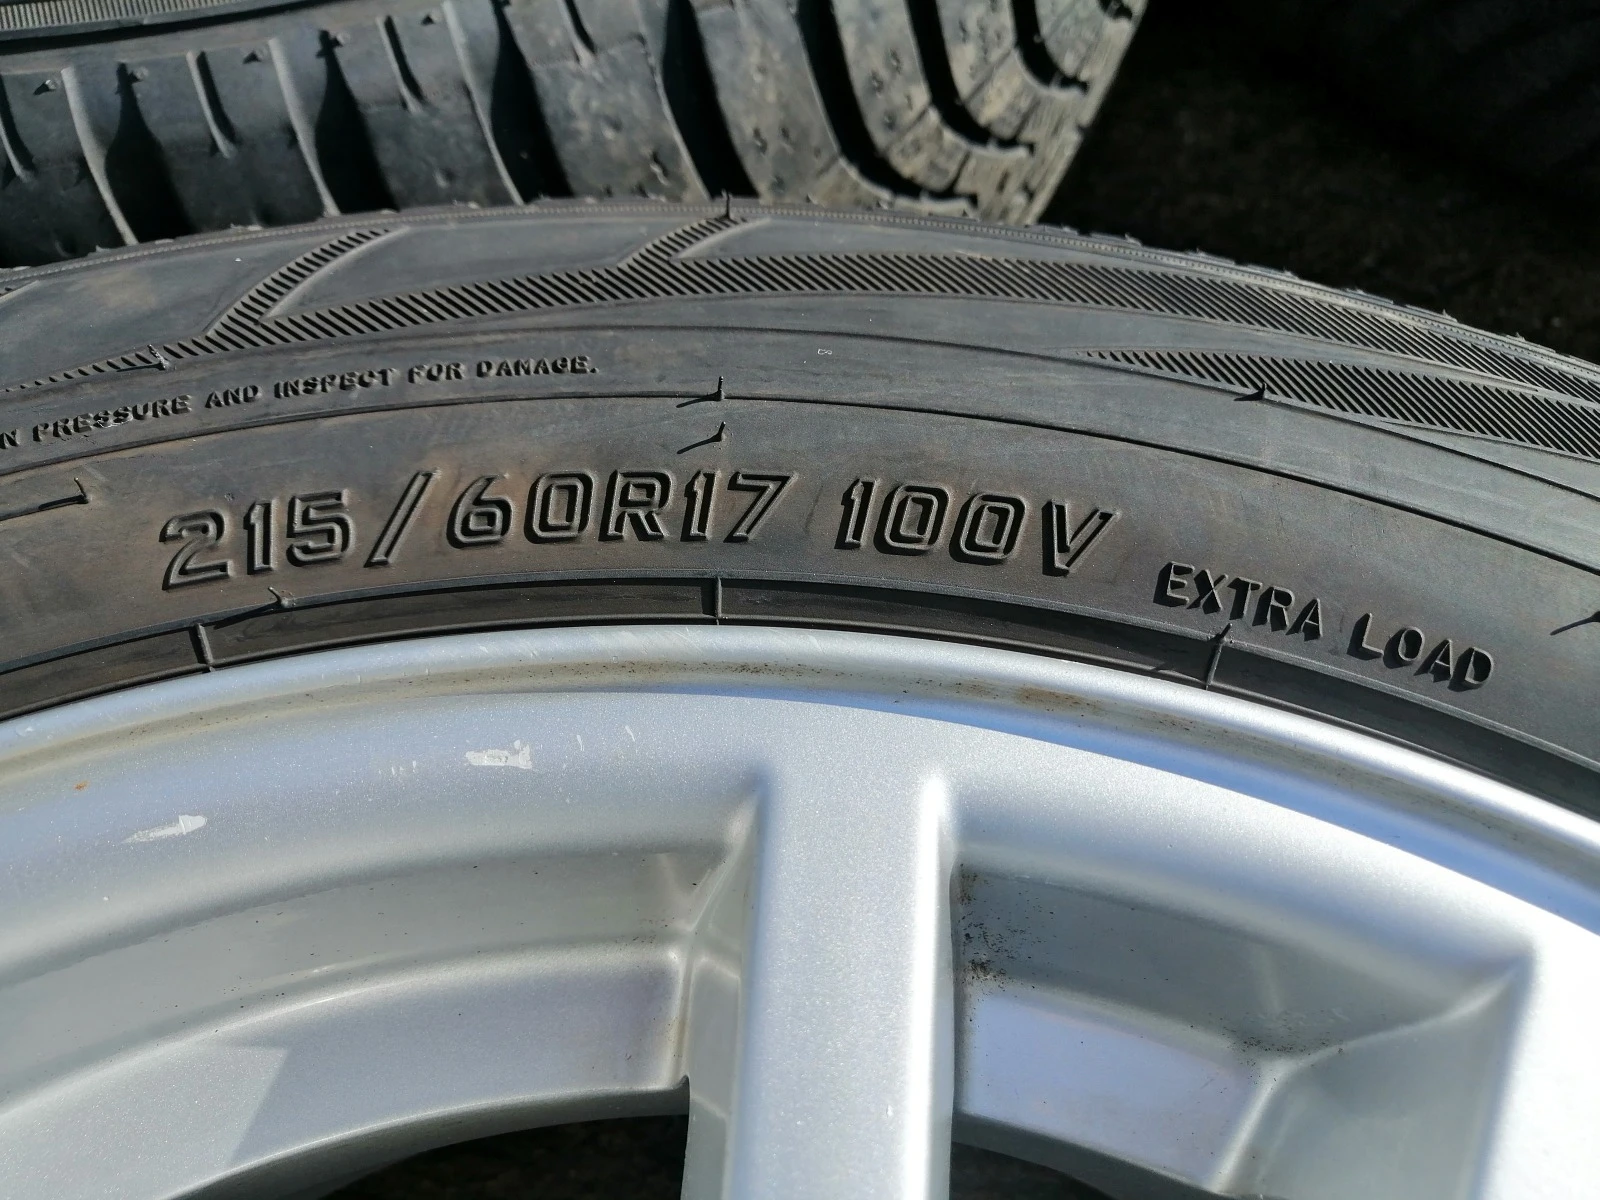 PRESSURE AND INSPECT FOR DAMAGE.
215/60R17 100V EXTRA LOAD